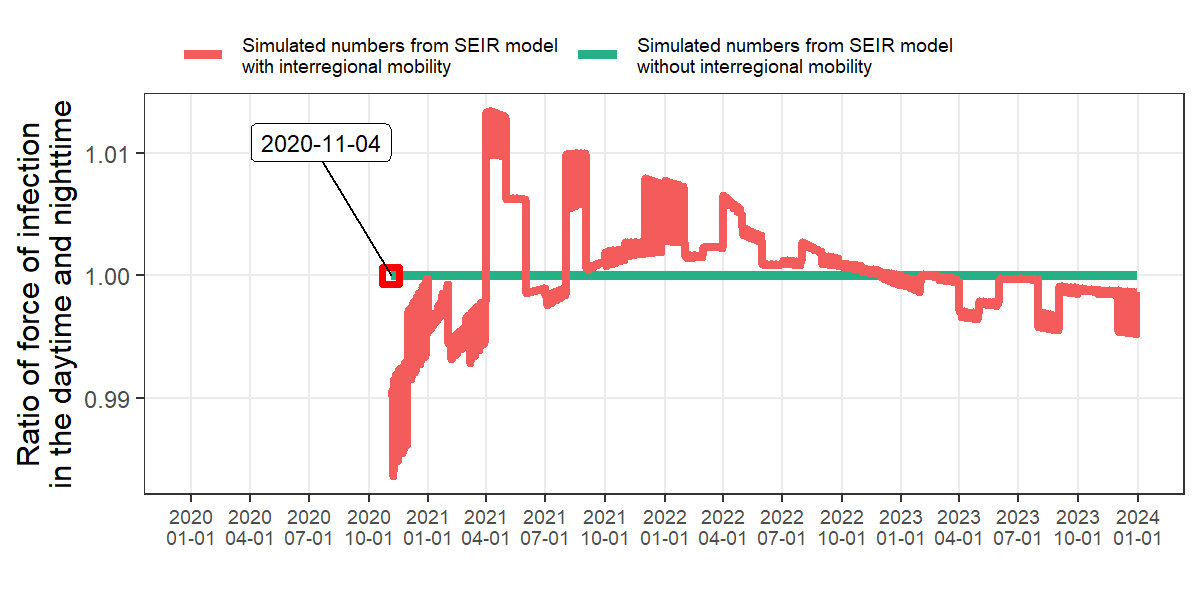 Simulated numbers from SEIR model
with interregional mobility
Simulated numbers from SEIR model
without interregional mobility
Ratio of force of infection
in the daytime and nighttime
2020-11-04
1.01
1.00
0.99
2020 2020 2020 2020 2021 2021 2021 2021 2022 2022 2022 2022 2023 2023 2023 2023 2024
01-01 04-01 07-01 10-01 01-01 04-01 07-01 10-01 01-01 04-01 07-01 10-01 01-01 04-01 07-01 10-01 01-01